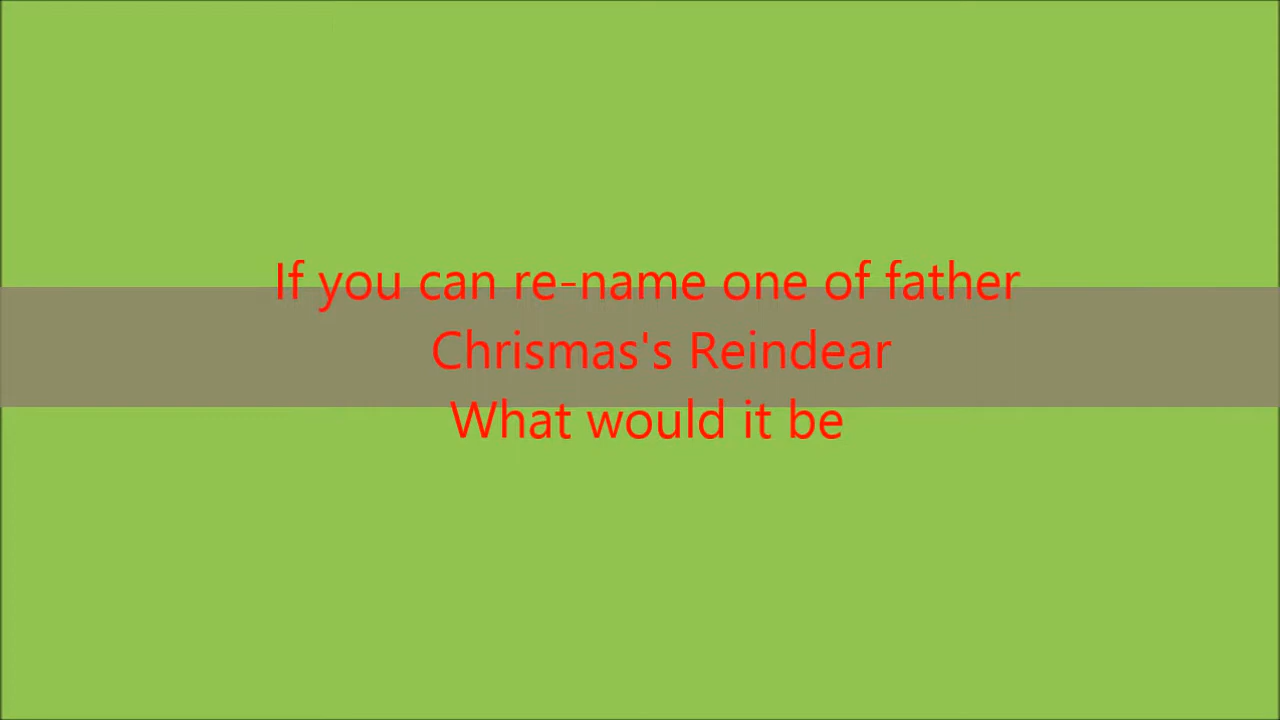 If you can re-name one of father
Chrismas's Reindear
What would it be